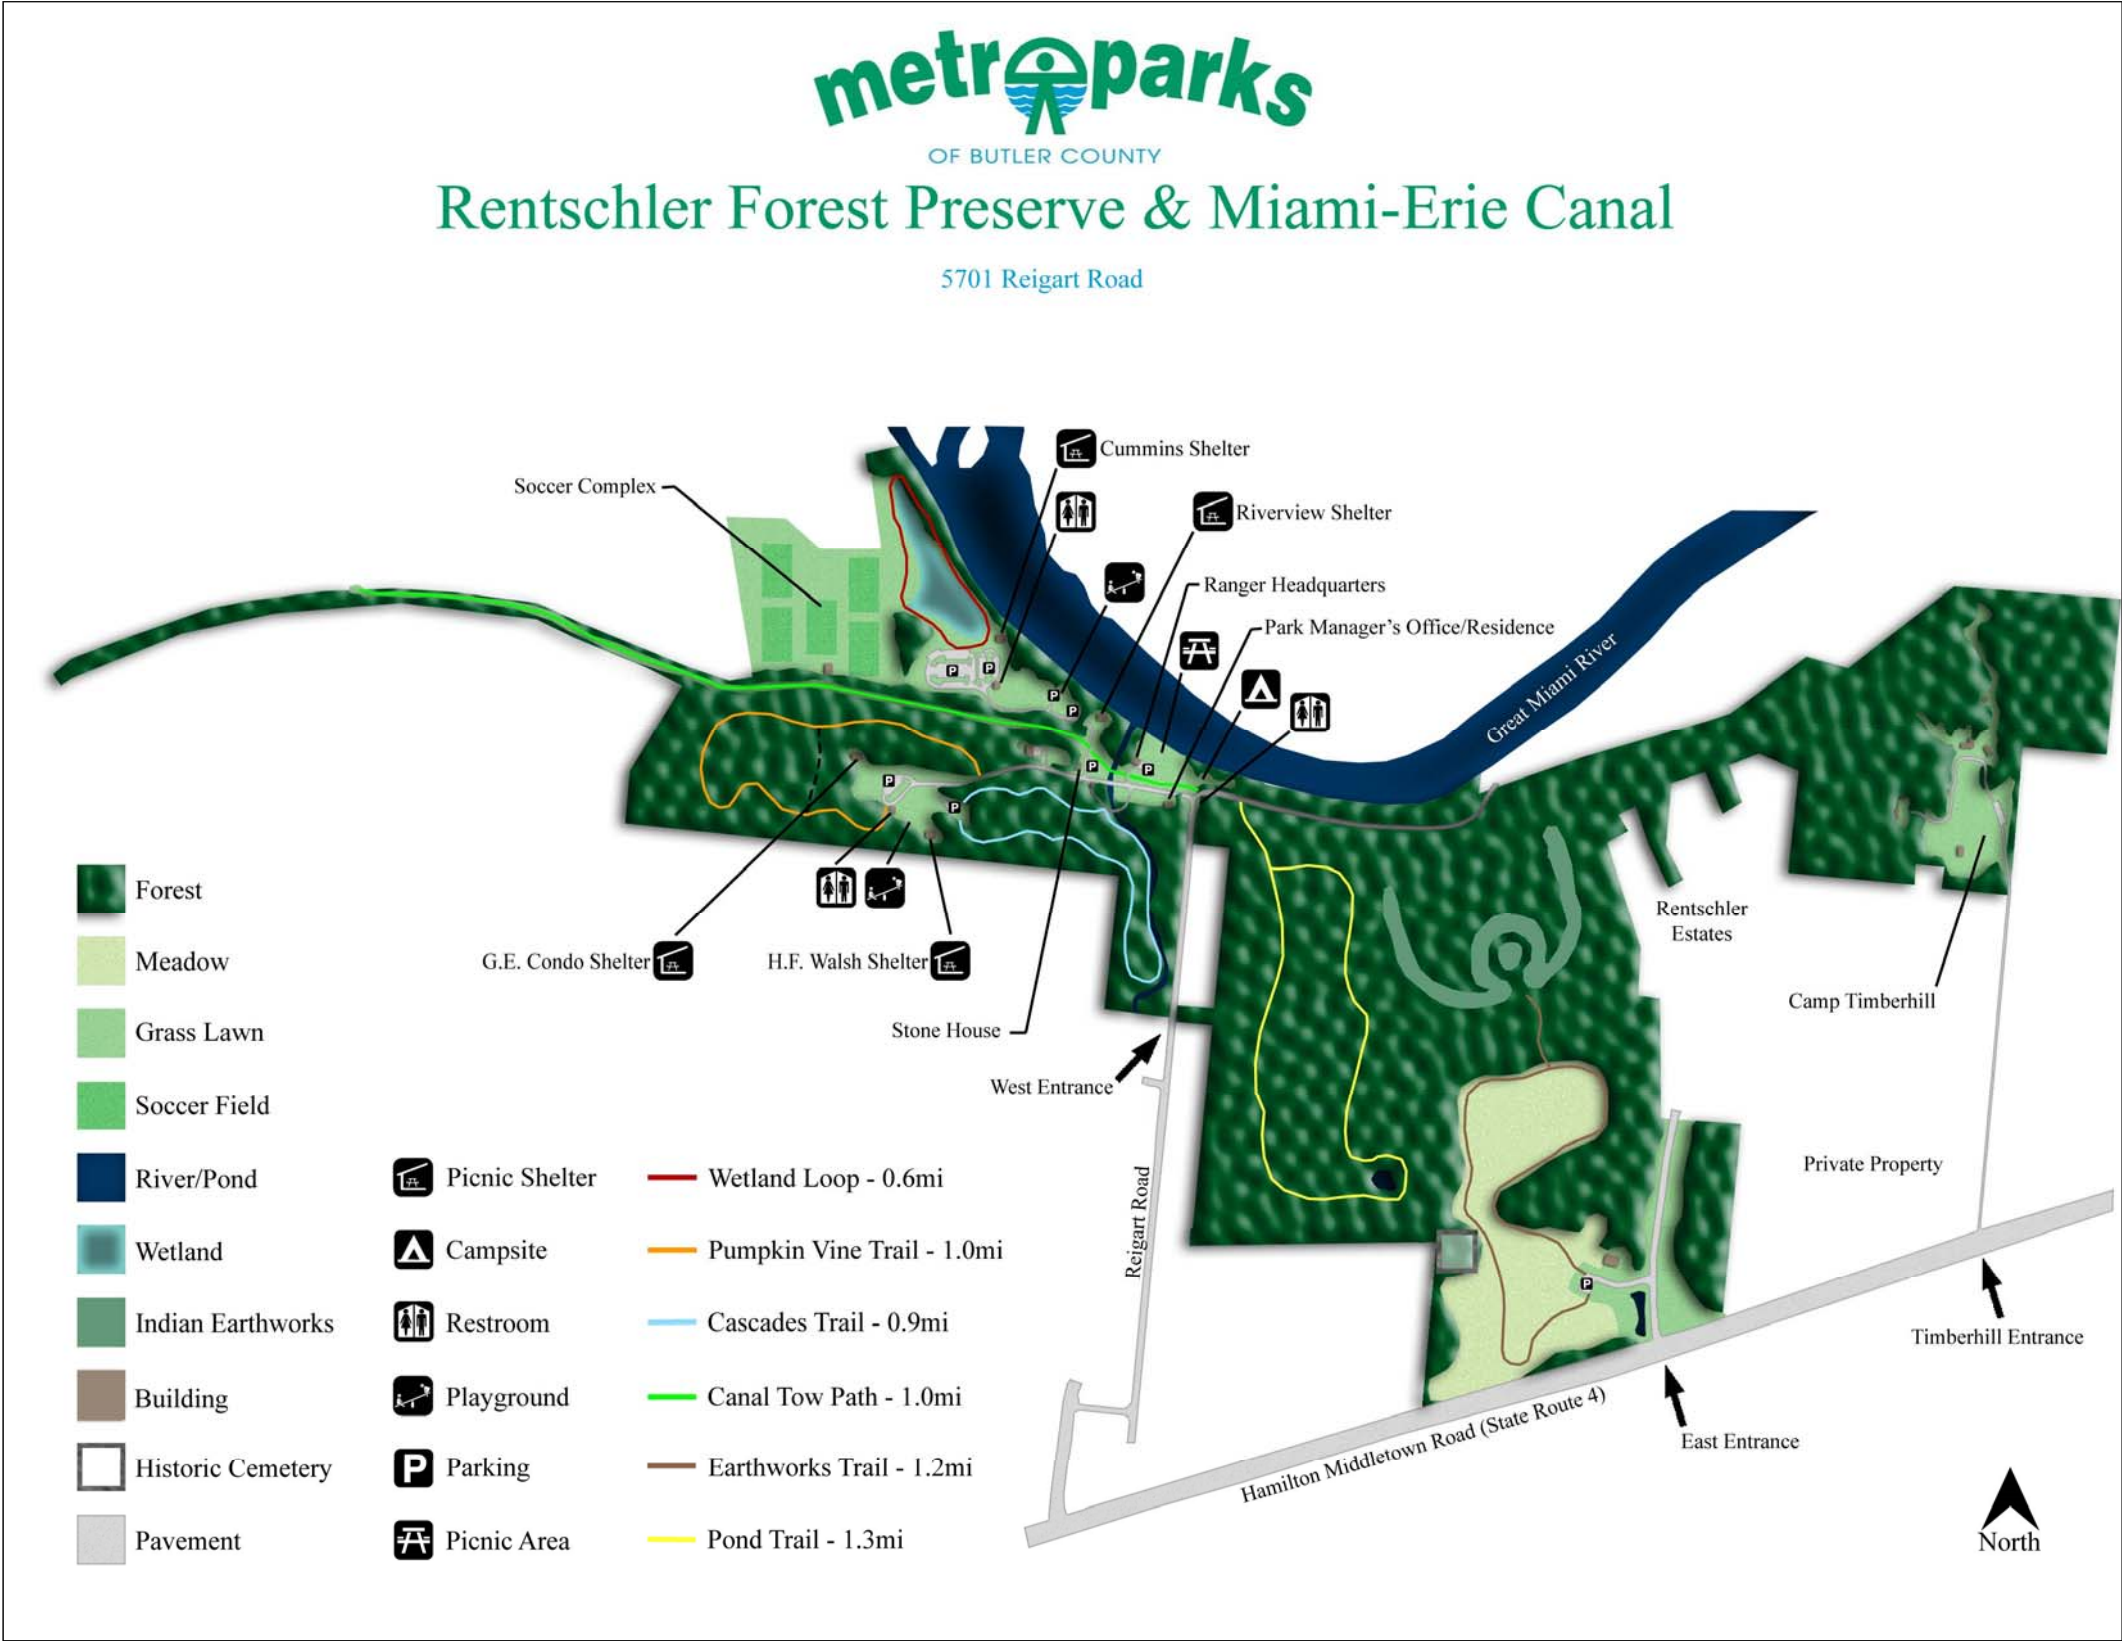 metroparks
OF BUTLER COUNTY
Rentschler Forest Preserve & Miami-Erie Canal
5701 Reigart Road
Cummins Shelter
Soccer Complex
Riverview Shelter
Ranger Headquarters
Park Manager's Office/Residence
Great Miami River
P
P
P
P
P
P
P
P
Forest
Meadow
Grass Lawn
Soccer Field
River/Pond
Wetland
Indian Earthworks
Building
Historic Cemetery
Pavement
G.E. Condo Shelter
H.F. Walsh Shelter
Stone House
West Entrance
Rentschler
Estates
Camp Timberhill
Private Property
Reigart Road
P
Picnic Shelter
Campsite
Restroom
Playground
P
Parking
Picnic Area
Wetland Loop - 0.6mi
Pumpkin Vine Trail - 1.0mi
Cascades Trail - 0.9mi
Canal Tow Path - 1.0mi
Earthworks Trail - 1.2mi
Pond Trail - 1.3mi
Hamilton Middletown Road (State Route 4)
Timberhill Entrance
East Entrance
North